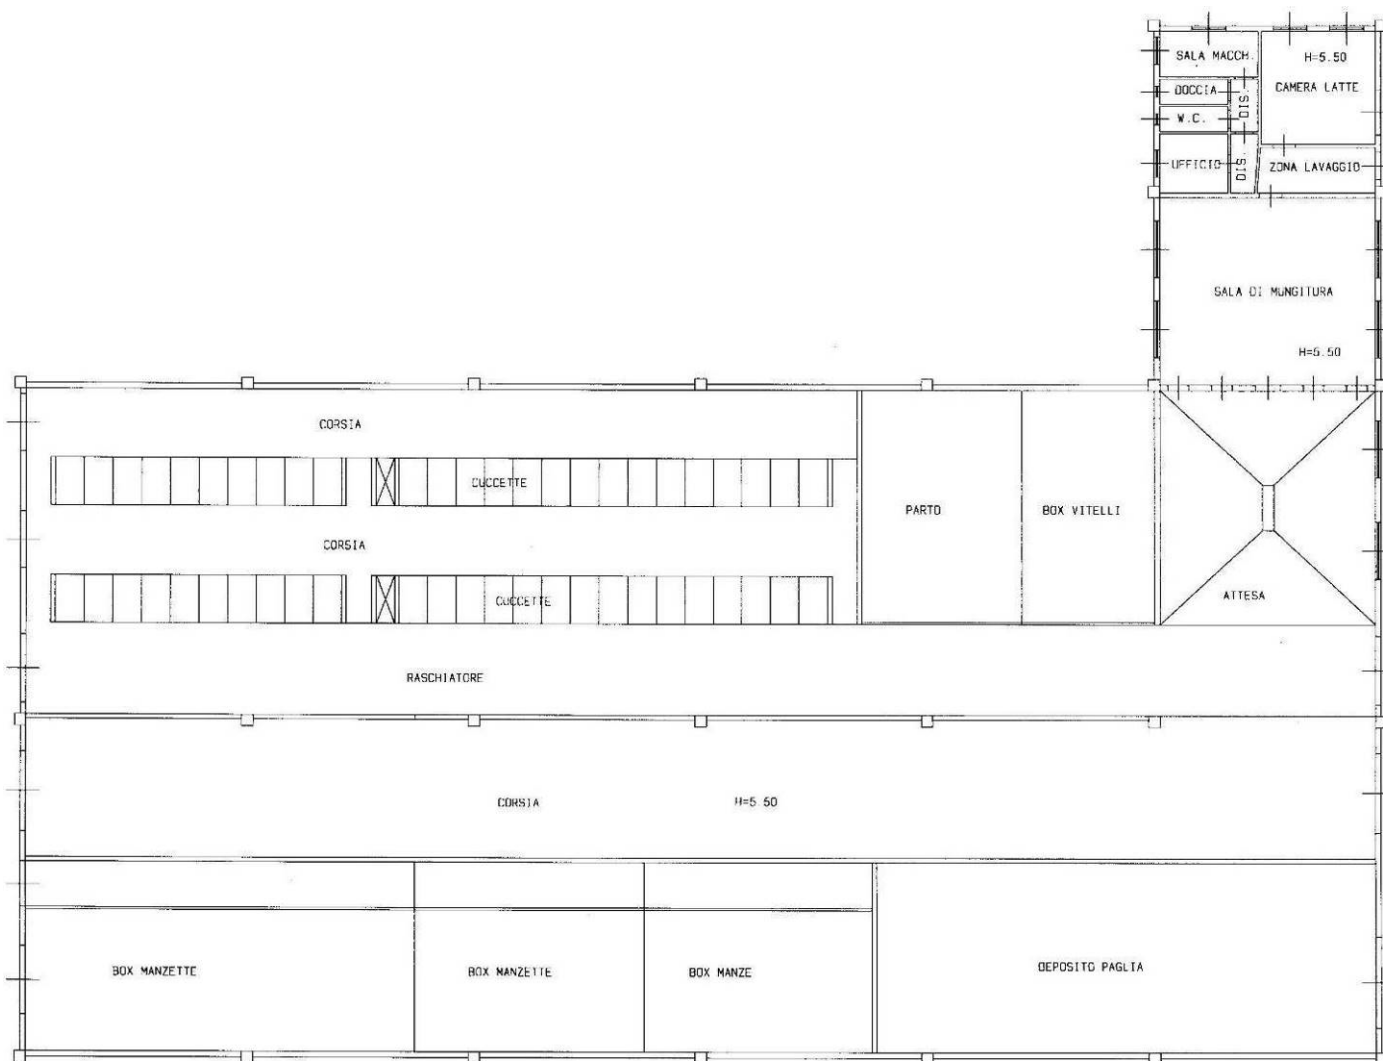 SALA MACCH.
H=5.50
CAMERA LATTE
DOCCIA
DIS.
W.C.
UFFICIO
DIS.
ZONA LAVAGGIO
SALA DI MUNGITURA
H=5.50
CORSIA
CUCCETTE
PARTO
BOX VITELLI
CORSIA
CUCCETTE
ATTESA
RASCHIATORE
CORSIA
H=5.50
BOX MANZETTE
BOX MANZETTE
BOX MANZE
DEPOSITO PAGLIA